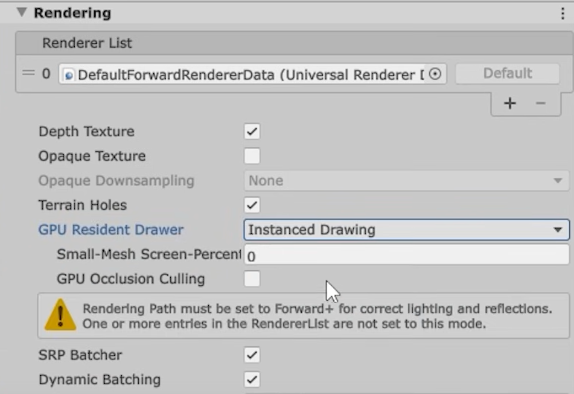 Rendering
Renderer List
0 DefaultForwardRendererData (Universal Renderer D
Default
+ −
Depth Texture
Opaque Texture
Opaque Downsampling None
Terrain Holes
GPU Resident Drawer Instanced Drawing
Small-Mesh Screen-Percent 0
GPU Occlusion Culling
Rendering Path must be set to Forward+ for correct lighting and reflections.
One or more entries in the RendererList are not set to this mode.
SRP Batcher
Dynamic Batching